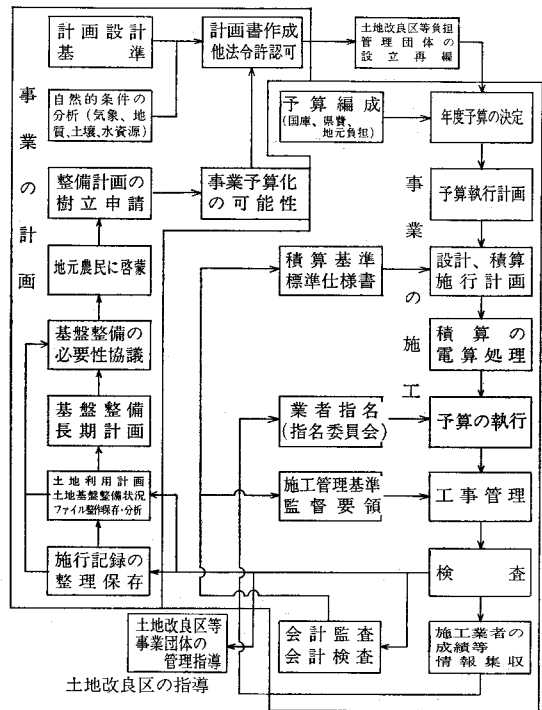 計画設計
基準
自然的条件の
分析(気象、地
質、土壌、水資源)
整備計画の
樹立申請
地元農民に啓蒙
基盤整備の
必要性協議
基盤整備
長期計画
土地利用計画
土地基盤整備状況
ファイル整作保存・分析
施行記録の
整理保存
事業の計画
計画書作成
他法令許認可
事業予算化
の可能性
土地改良区等負担
管理団体の
設立再編
予算編成
(国庫、県費、
地元負担)
年度予算の決定
予算執行計画
積算基準
標準仕様書
設計、積算
施行計画
積算の
電算処理
業者指名
(指名委員会)
予算の執行
施工管理基準
監督要領
工事管理
検査
会計監査
会計検査
施工業者の
成績等
情報集収
事業の施工
土地改良区等
事業団体の
管理指導
土地改良区の指導